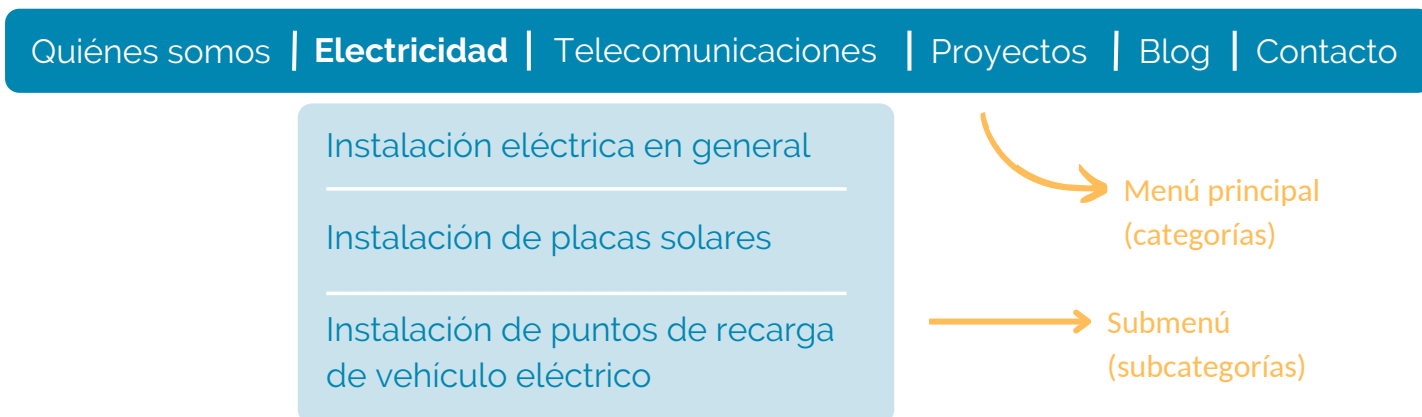 Quiénes somos | Electricidad | Telecomunicaciones | Proyectos | Blog | Contacto
Instalación eléctrica en general
Instalación de placas solares
Instalación de puntos de recarga
de vehículo eléctrico
Menú principal
(categorías)
Submenú
(subcategorías)